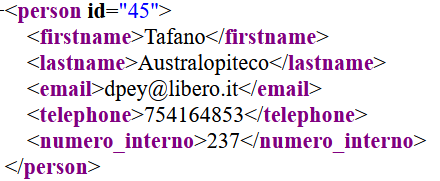 -<person id="45">
<firstname>Tafano</firstname>
<lastname>Australopiteco</lastname>
<email>dpey@libero.it</email>
<telephone>754164853</telephone>
<numero_interno>237</numero_interno>
</person>